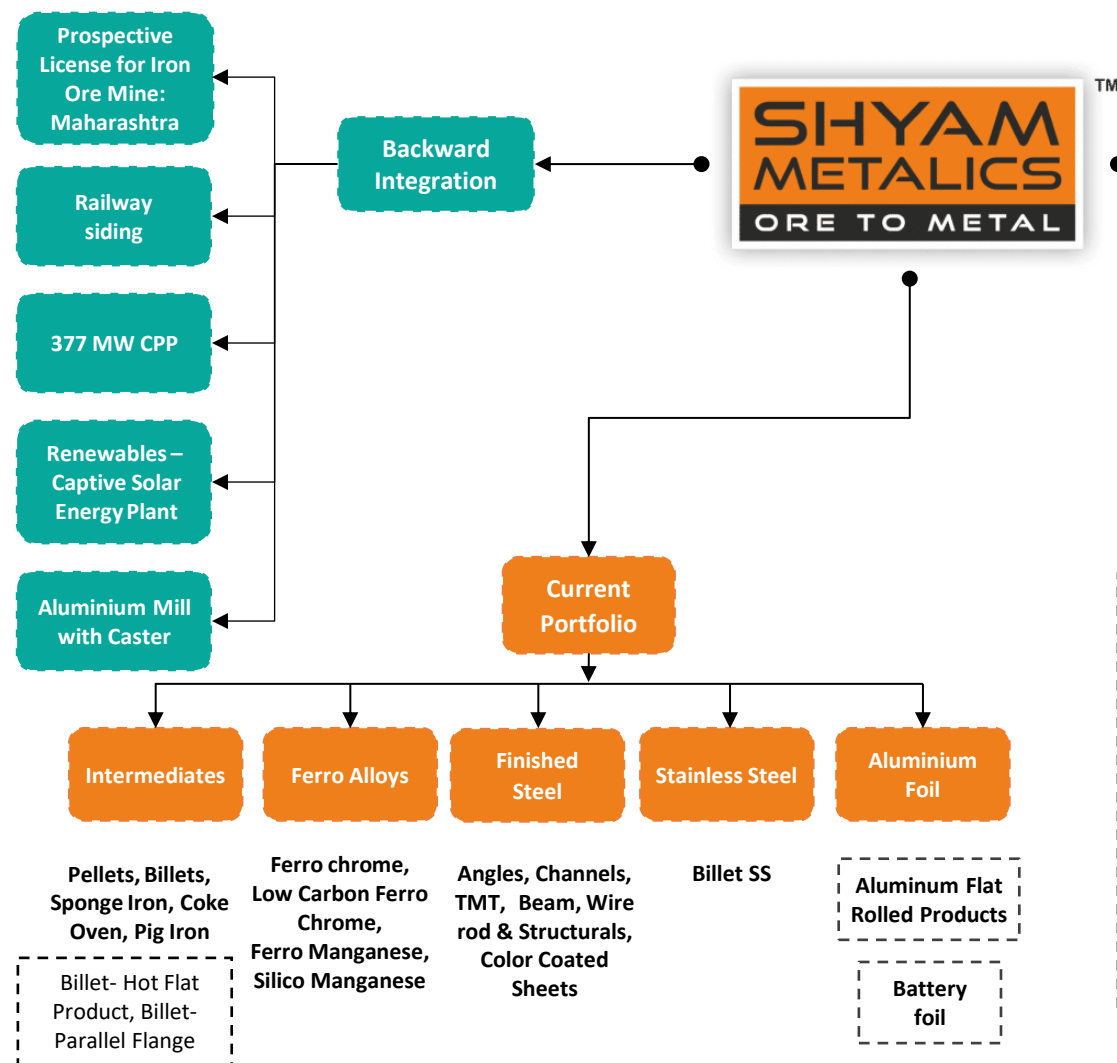 Prospective
License for Iron
Ore Mine:
Maharashtra
Railway
siding
377 MW CPP
Renewables –
Captive Solar
Energy Plant
Aluminium Mill
with Caster
Backward
Integration
SHYAM
METALICS
ORE TO METAL
TM
Current
Portfolio
Intermediates
Pellets, Billets,
Sponge Iron, Coke
Oven, Pig Iron
Billet- Hot Flat
Product, Billet-
Parallel Flange
Ferro Alloys
Ferro chrome,
Low Carbon Ferro
Chrome,
Ferro Manganese,
Silico Manganese
Finished
Steel
Angles, Channels,
TMT, Beam, Wire
rod & Structurals,
Color Coated
Sheets
Stainless Steel
Billet SS
Aluminium
Foil
Aluminum Flat
Rolled Products
Battery
foil